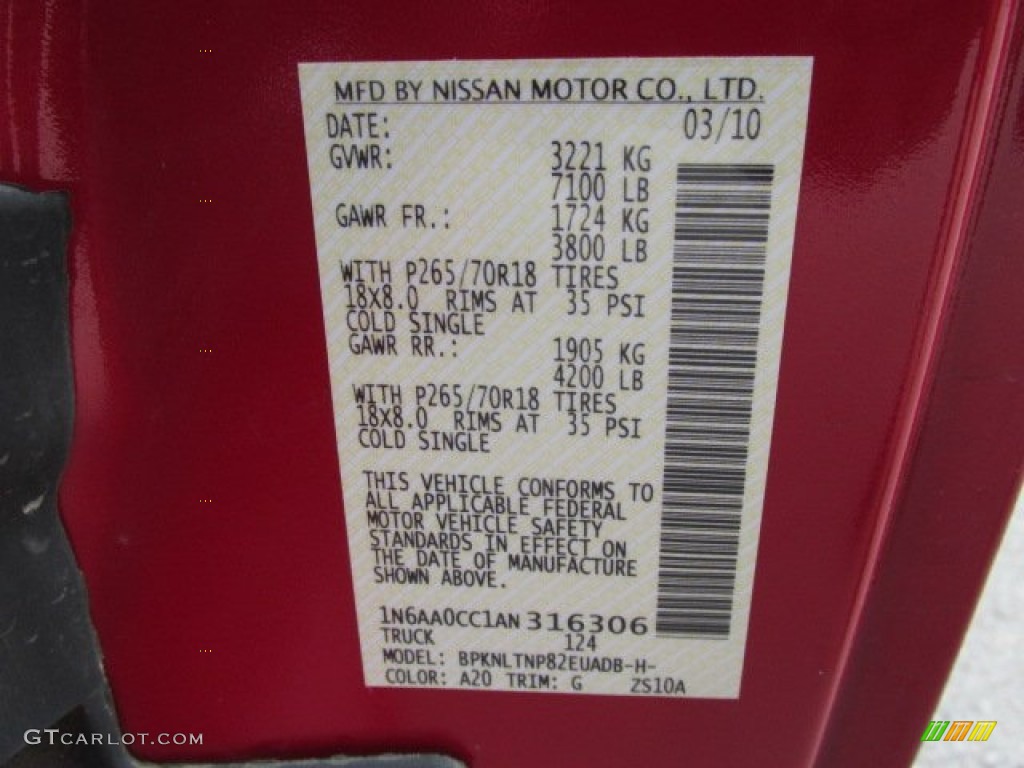 MFD BY NISSAN MOTOR CO., LTD.
DATE: 03/10
GVWR: 3221 KG
7100 LB
GAWR FR.: 1724 KG
3800 LB
WITH P265/70R18 TIRES
18X8.0 RIMS AT 35 PSI
COLD SINGLE
GAWR RR.: 1905 KG
4200 LB
WITH P265/70R18 TIRES
18X8.0 RIMS AT 35 PSI
COLD SINGLE
THIS VEHICLE CONFORMS TO
ALL APPLICABLE FEDERAL
MOTOR VEHICLE SAFETY
STANDARDS IN EFFECT ON
THE DATE OF MANUFACTURE
SHOWN ABOVE.
1N6AA0CC1AN316306
TRUCK 124
MODEL: BPKNLTNP82EUADB-H-
COLOR: A20 TRIM: G ZS10A
GTCARLOT.COM